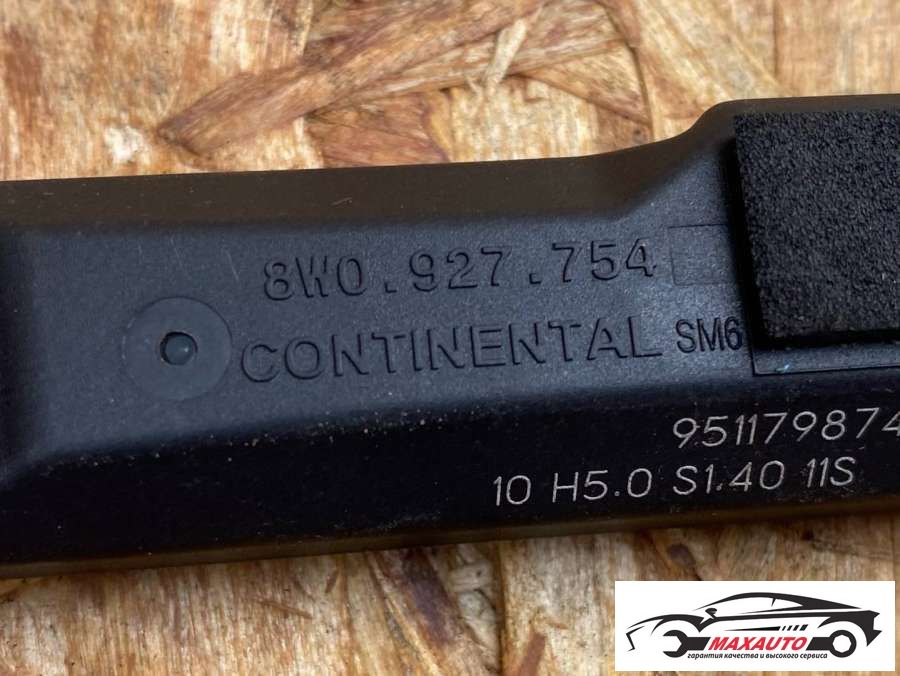 8W0.927.754
CONTINENTAL SM6
951179874
10 H5.0 S1.40 11S
MAXAUTO
гарантия качества и высокого сервиса